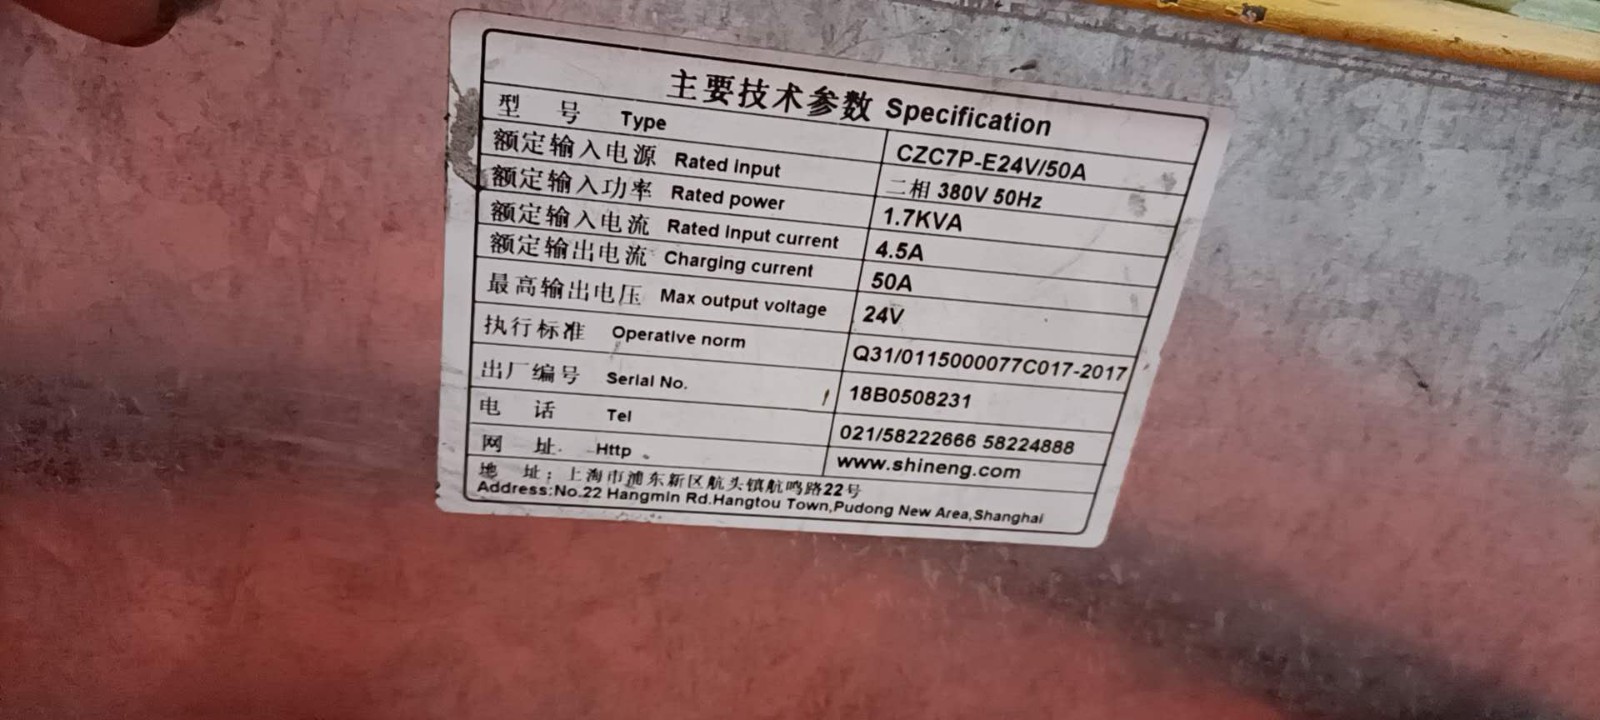 主要技术参数 Specification
型 号 Type CZC7P-E24V/50A
额定输入电源 Rated input 二相 380V 50Hz
额定输入功率 Rated power 1.7KVA
额定输入电流 Rated input current 4.5A
额定输出电流 Charging current 50A
最高输出电压 Max output voltage 24V
执行标准 Operative norm Q31/0115000077C017-2017
出厂编号 Serial No. 18B0508231
电 话 Tel 021/58222666 58224888
网 址 Http www.shineng.com
地 址：上海市浦东新区航头镇航鸣路22号
Address:No.22 Hangmin Rd.Hangtou Town,Pudong New Area,Shanghai